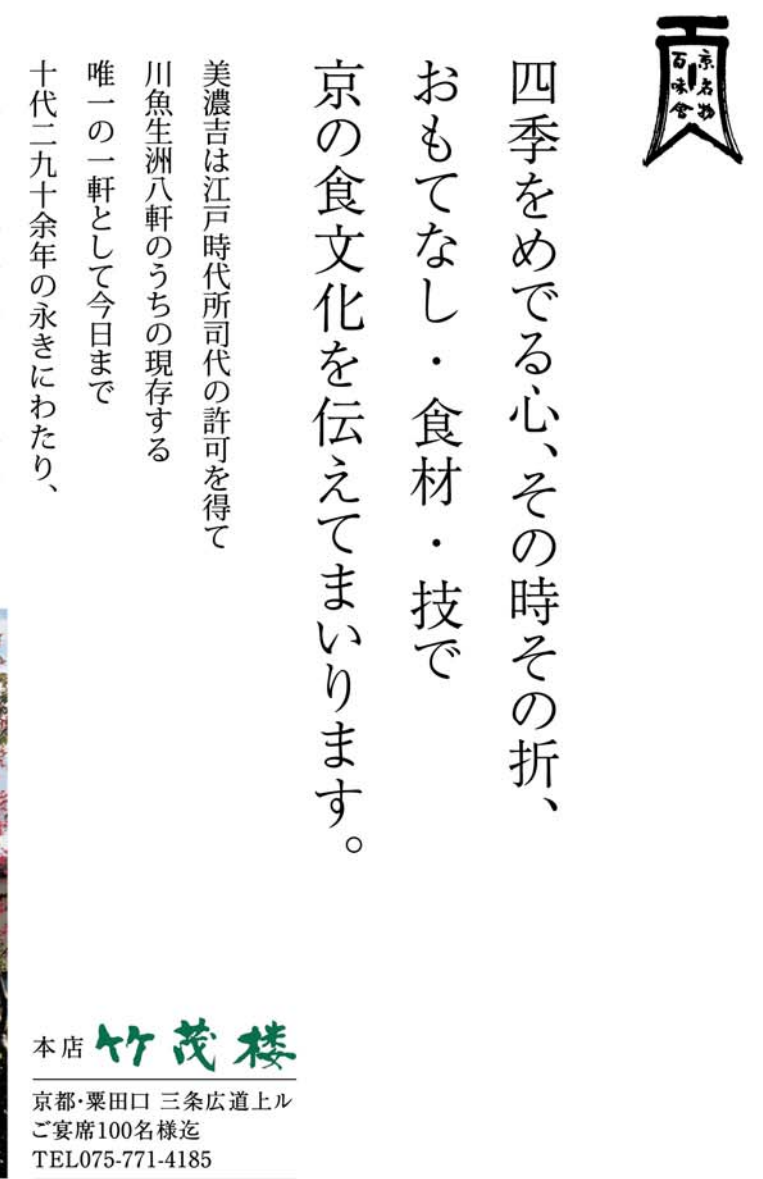 京名物
百味會
四季をめでる心、その時その折、
おもてなし・食材・技で
京の食文化を伝えてまいります。
美濃吉は江戸時代所司代の許可を得て
川魚生洲八軒のうちの現存する
唯一の一軒として今日まで
十代二九十余年の永きにわたり、
本店 竹茂楼
京都・粟田口 三条広道上ル
ご宴席100名様迄
TEL075-771-4185